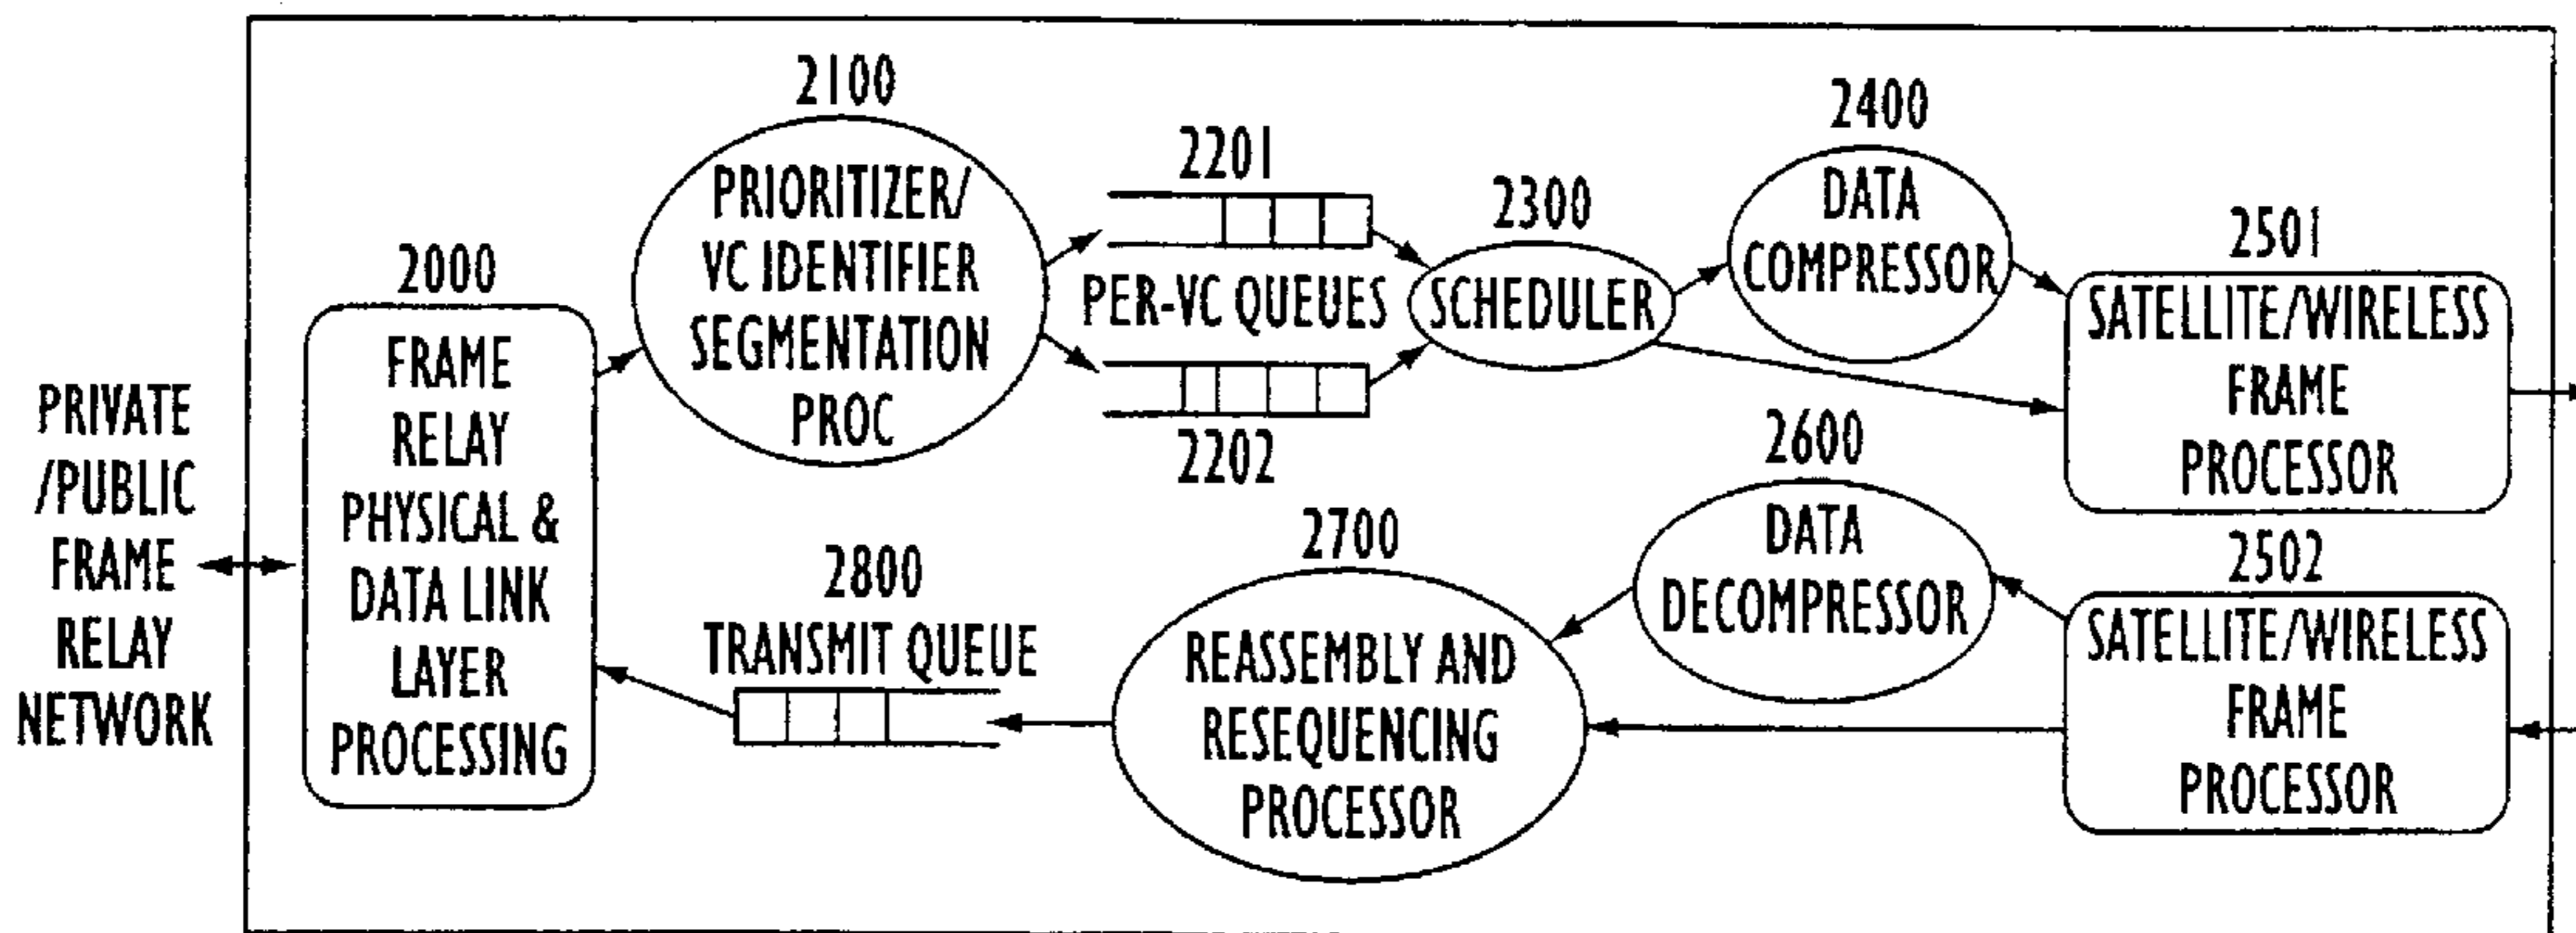 PRIVATE
/PUBLIC
FRAME
RELAY
NETWORK
2000
FRAME
RELAY
PHYSICAL &
DATA LINK
LAYER
PROCESSING
2100
PRIORITIZER/
VC IDENTIFIER
SEGMENTATION
PROC
2201
PER-VC QUEUES
2202
2300
SCHEDULER
2400
DATA
COMPRESSOR
2501
SATELLITE/WIRELESS
FRAME
PROCESSOR
2502
SATELLITE/WIRELESS
FRAME
PROCESSOR
2600
DATA
DECOMPRESSOR
2700
REASSEMBLY AND
RESEQUENCING
PROCESSOR
2800
TRANSMIT QUEUE